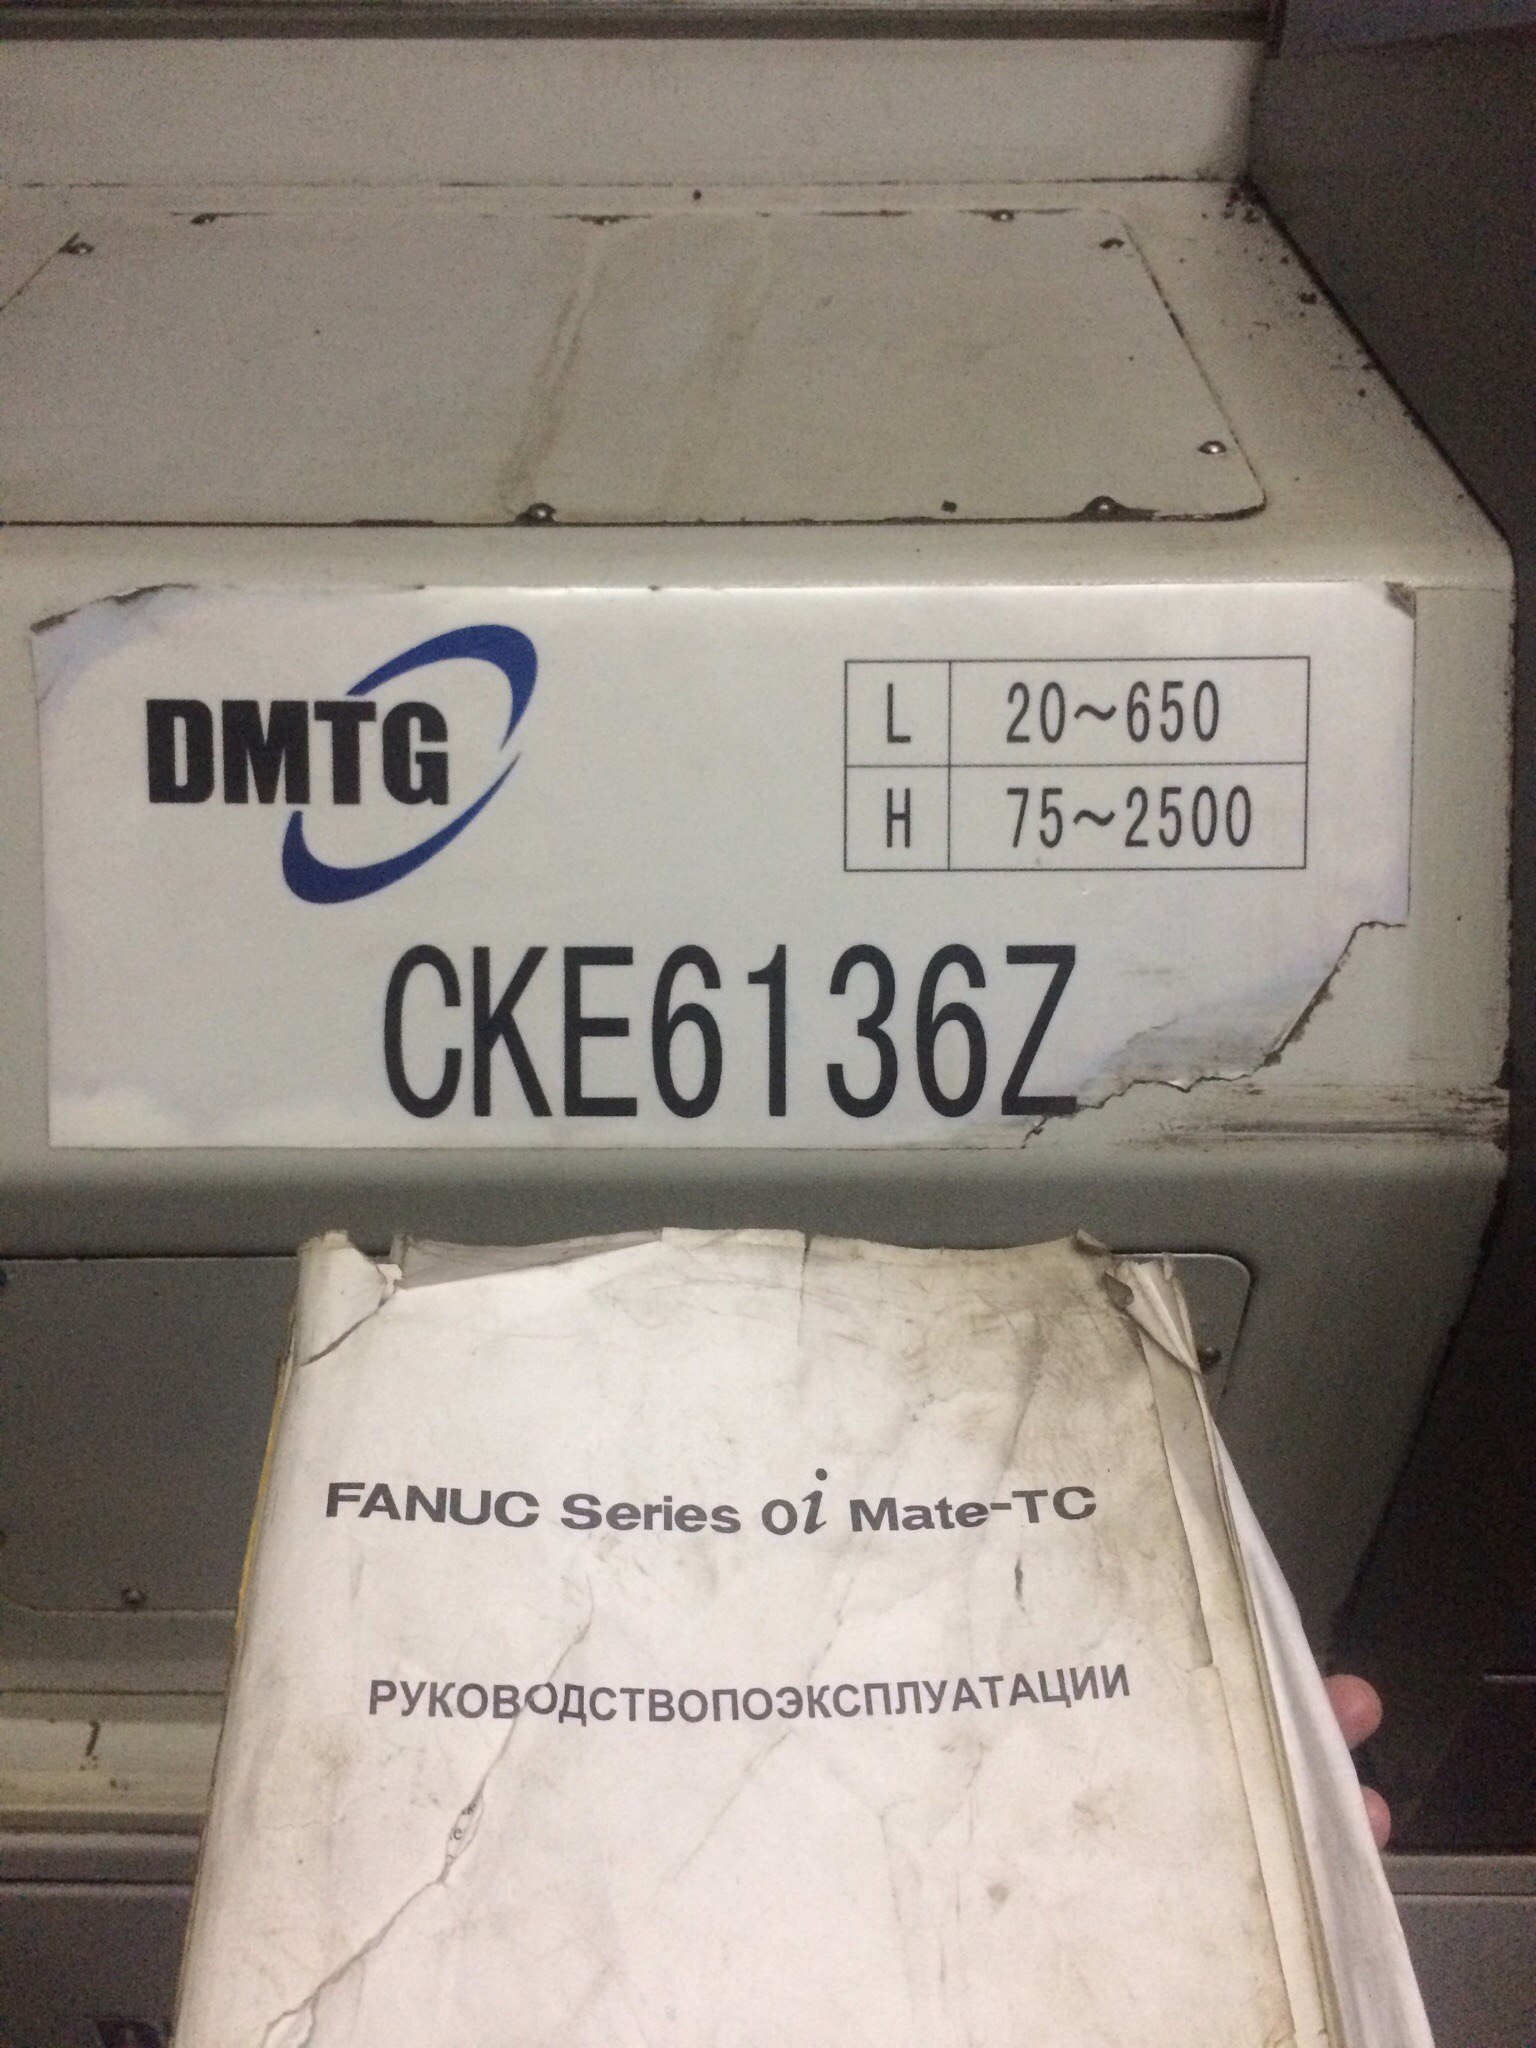 DMTG
L 20~650
H 75~2500
CKE6136Z
FANUC Series 0i Mate-TC
РУКОВОДСТВОПОЭКСПЛУАТАЦИИ